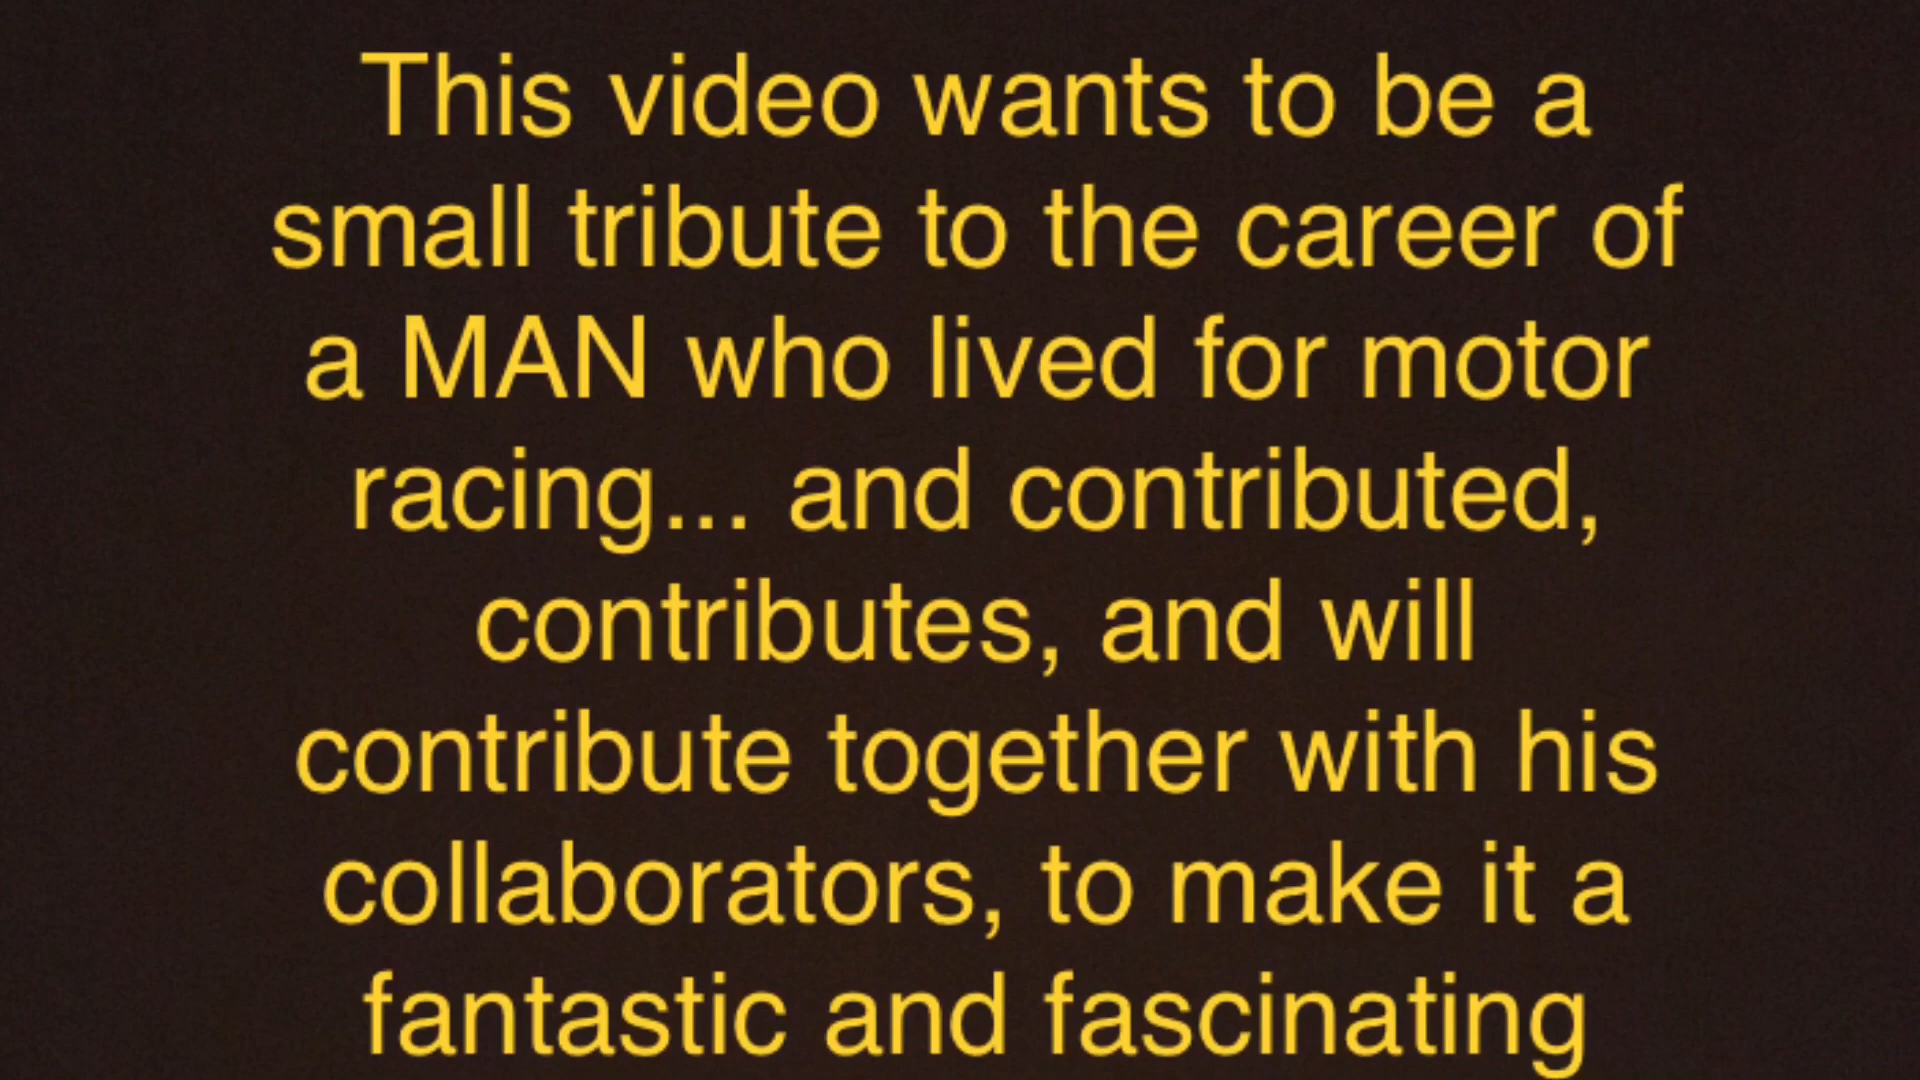 This video wants to be a
small tribute to the career of
a MAN who lived for motor
racing... and contributed,
contributes, and will
contribute together with his
collaborators, to make it a
fantastic and fascinating